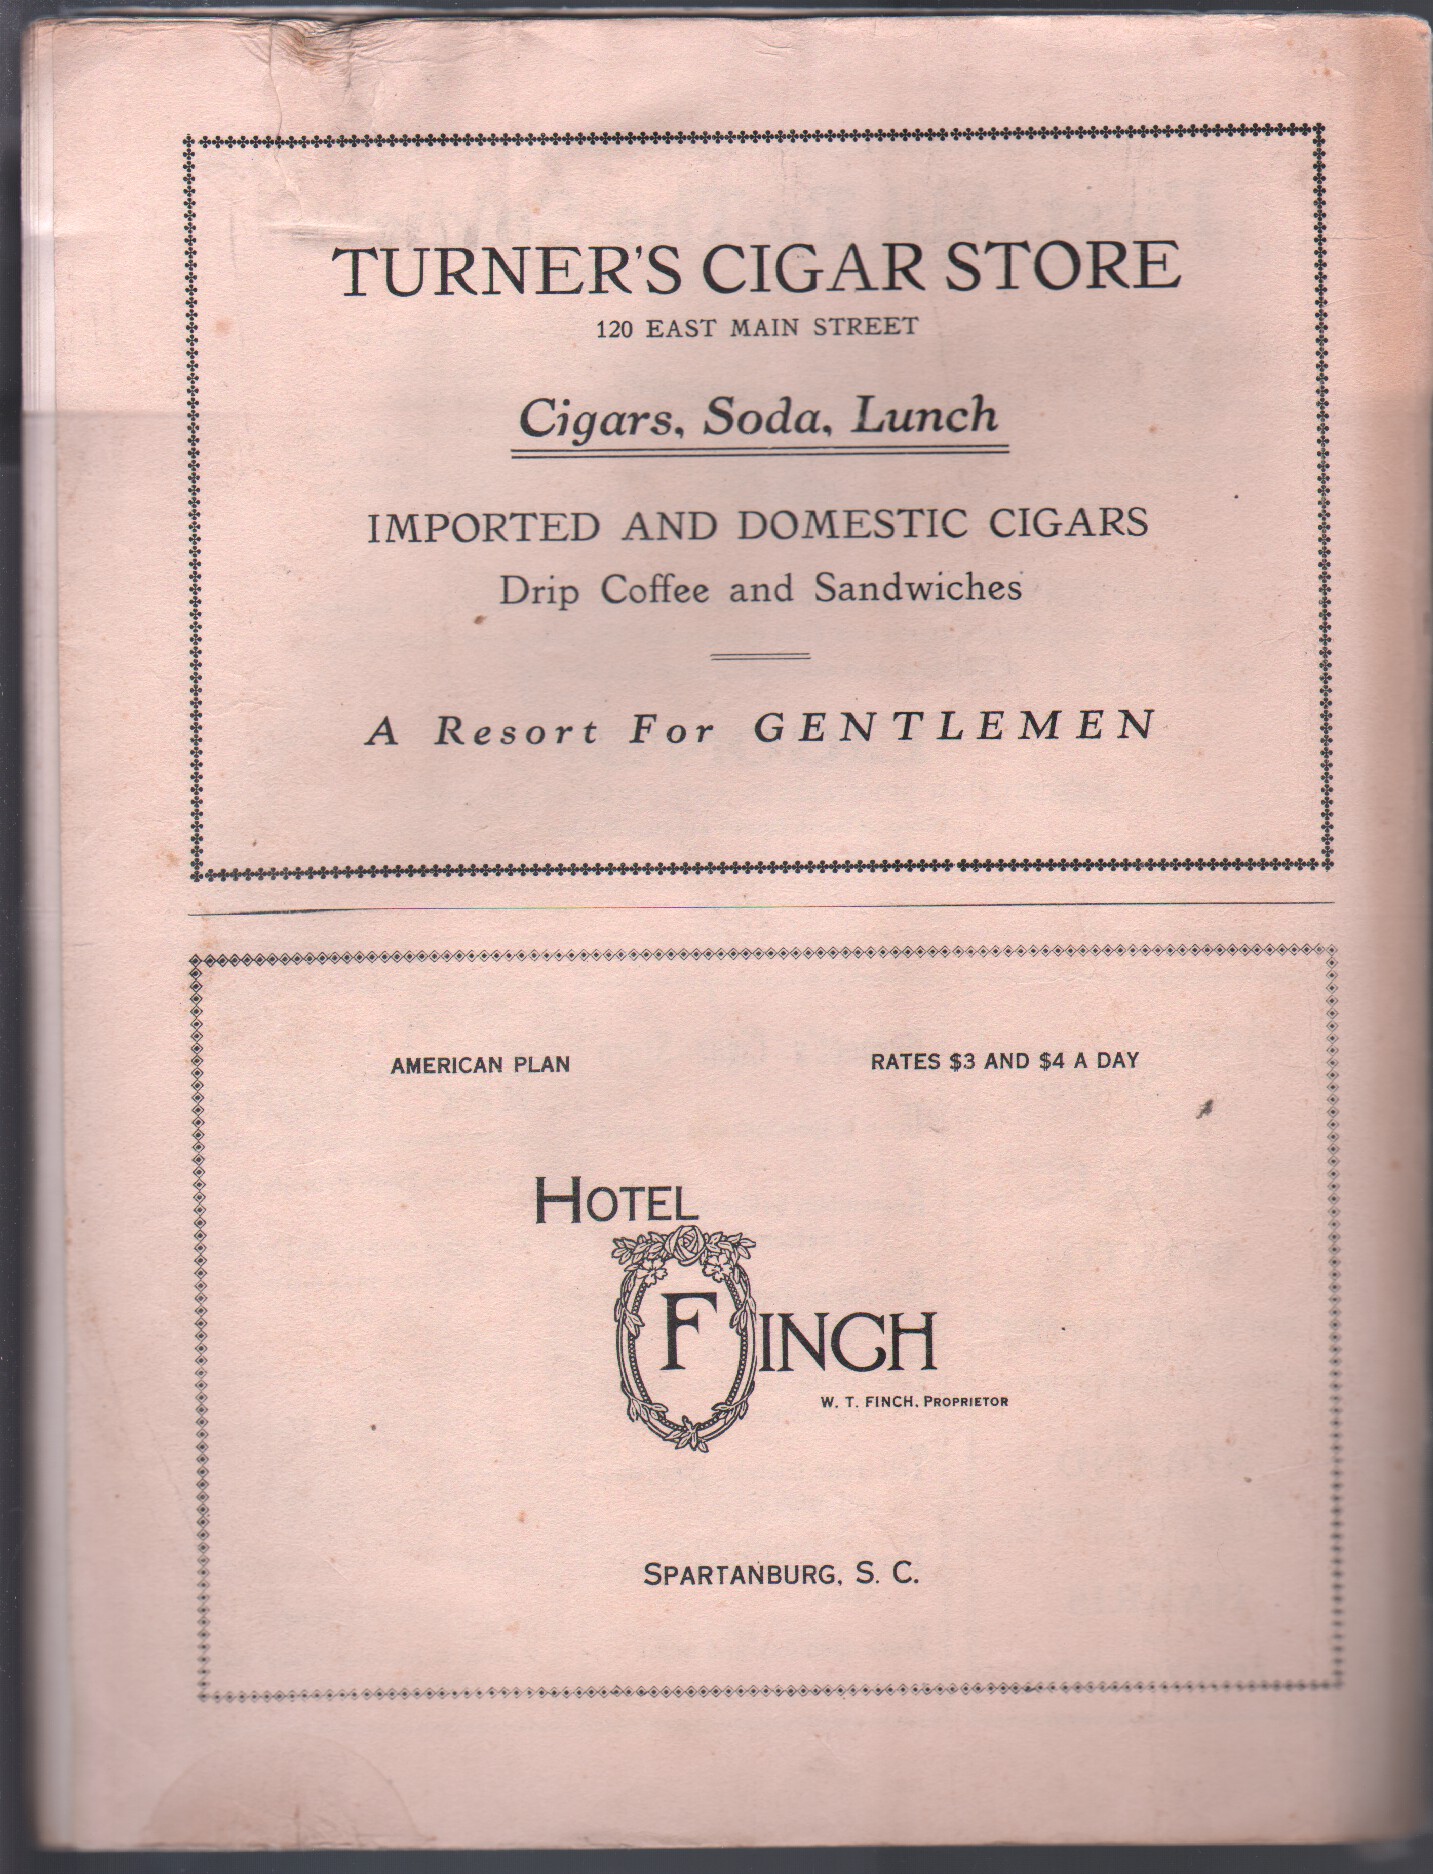 TURNER'S CIGAR STORE
120 EAST MAIN STREET
Cigars, Soda, Lunch
IMPORTED AND DOMESTIC CIGARS
Drip Coffee and Sandwiches
A Resort For GENTLEMEN
AMERICAN PLAN
RATES $3 AND $4 A DAY
HOTEL
FINCH
W. T. FINCH, PROPRIETOR
SPARTANBURG, S. C.